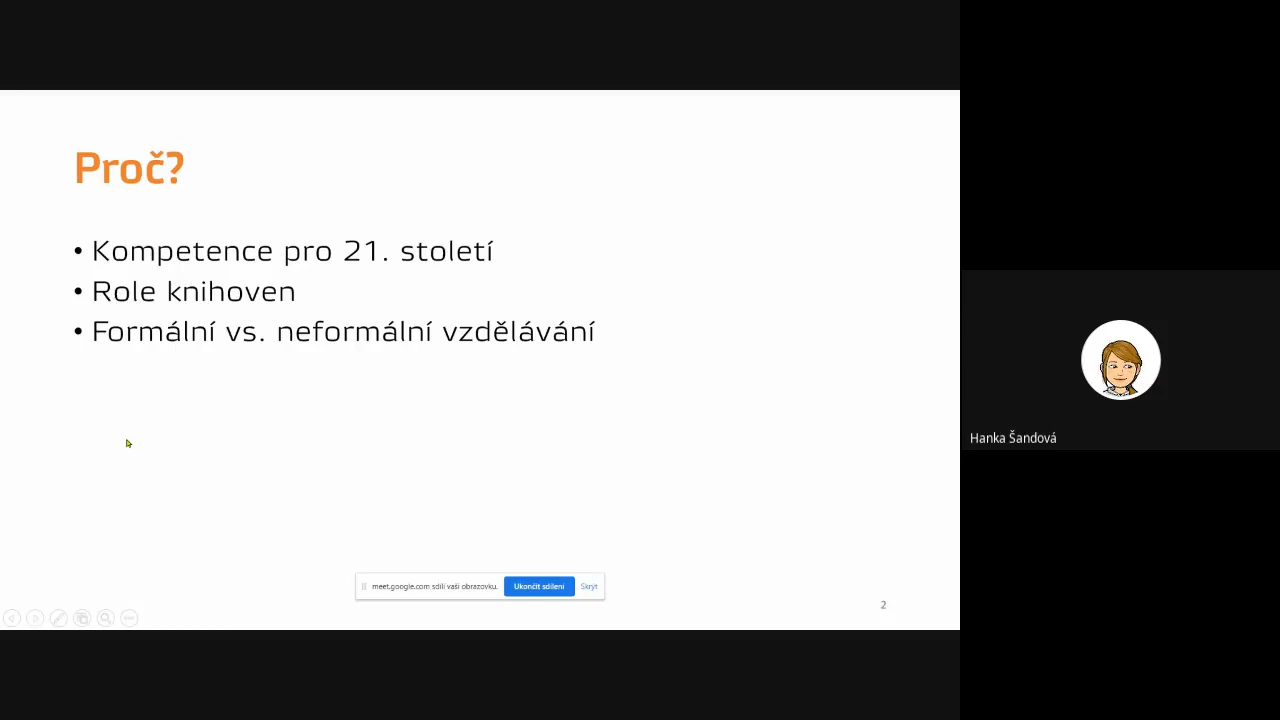 Proč?
• Kompetence pro 21. století
• Role knihoven
• Formální vs. neformální vzdělávání
Hanka Šandová
meet.google.com sdílí vaši obrazovku. Ukončit sdílení Skrýt
2